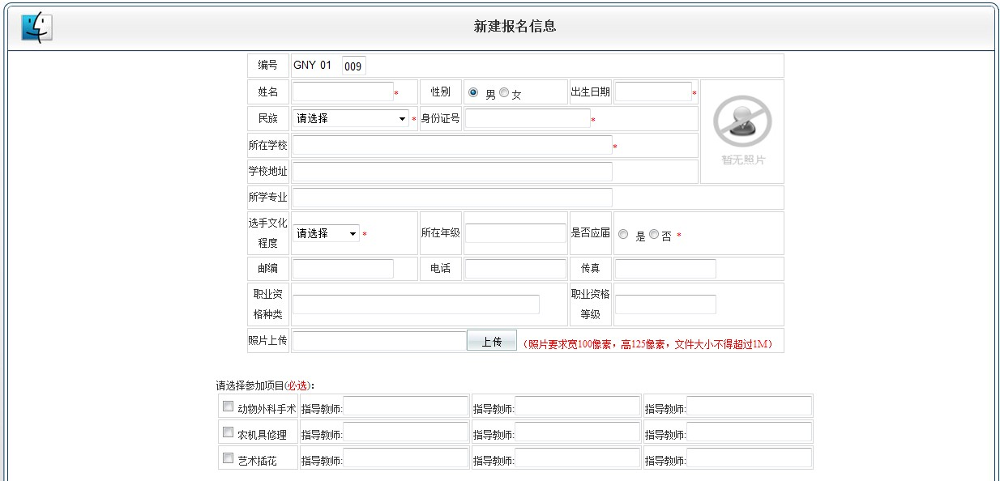 新建报名信息
编号 GNY 01 009
姓名 * 性别 男 女 出生日期 *
民族 请选择 * 身份证号 *
暂无照片
所在学校 *
学校地址
所学专业
选手文化
程度 请选择 * 所在年级 是否应届 是 否 *
邮编 电话 传真
职业资
格种类
职业资格
等级
照片上传 上传 (照片要求宽100像素，高125像素，文件大小不得超过1M)
请选择参加项目(必选):
动物外科手术 指导教师: 指导教师: 指导教师:
农机具修理 指导教师: 指导教师: 指导教师:
艺术插花 指导教师: 指导教师: 指导教师: